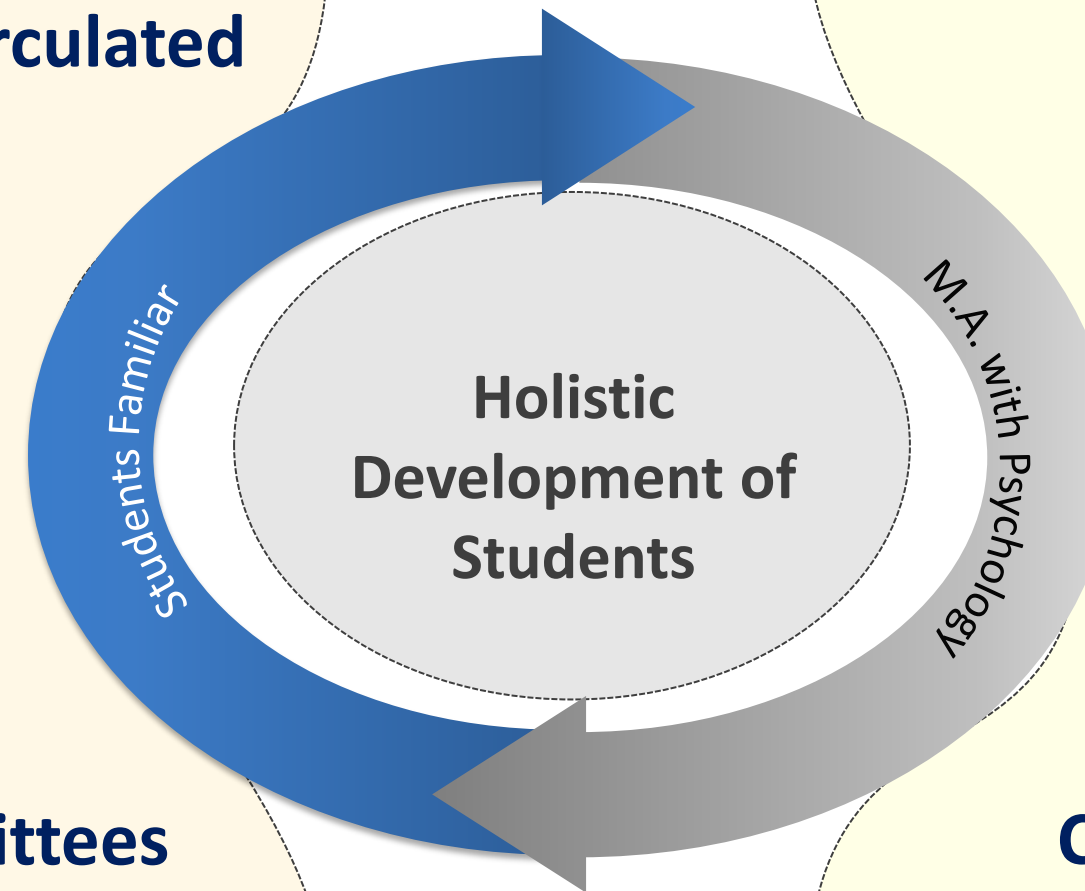 rculated
Students Familiar
M.A. with Psychology
Holistic
Development of
Students
ittees